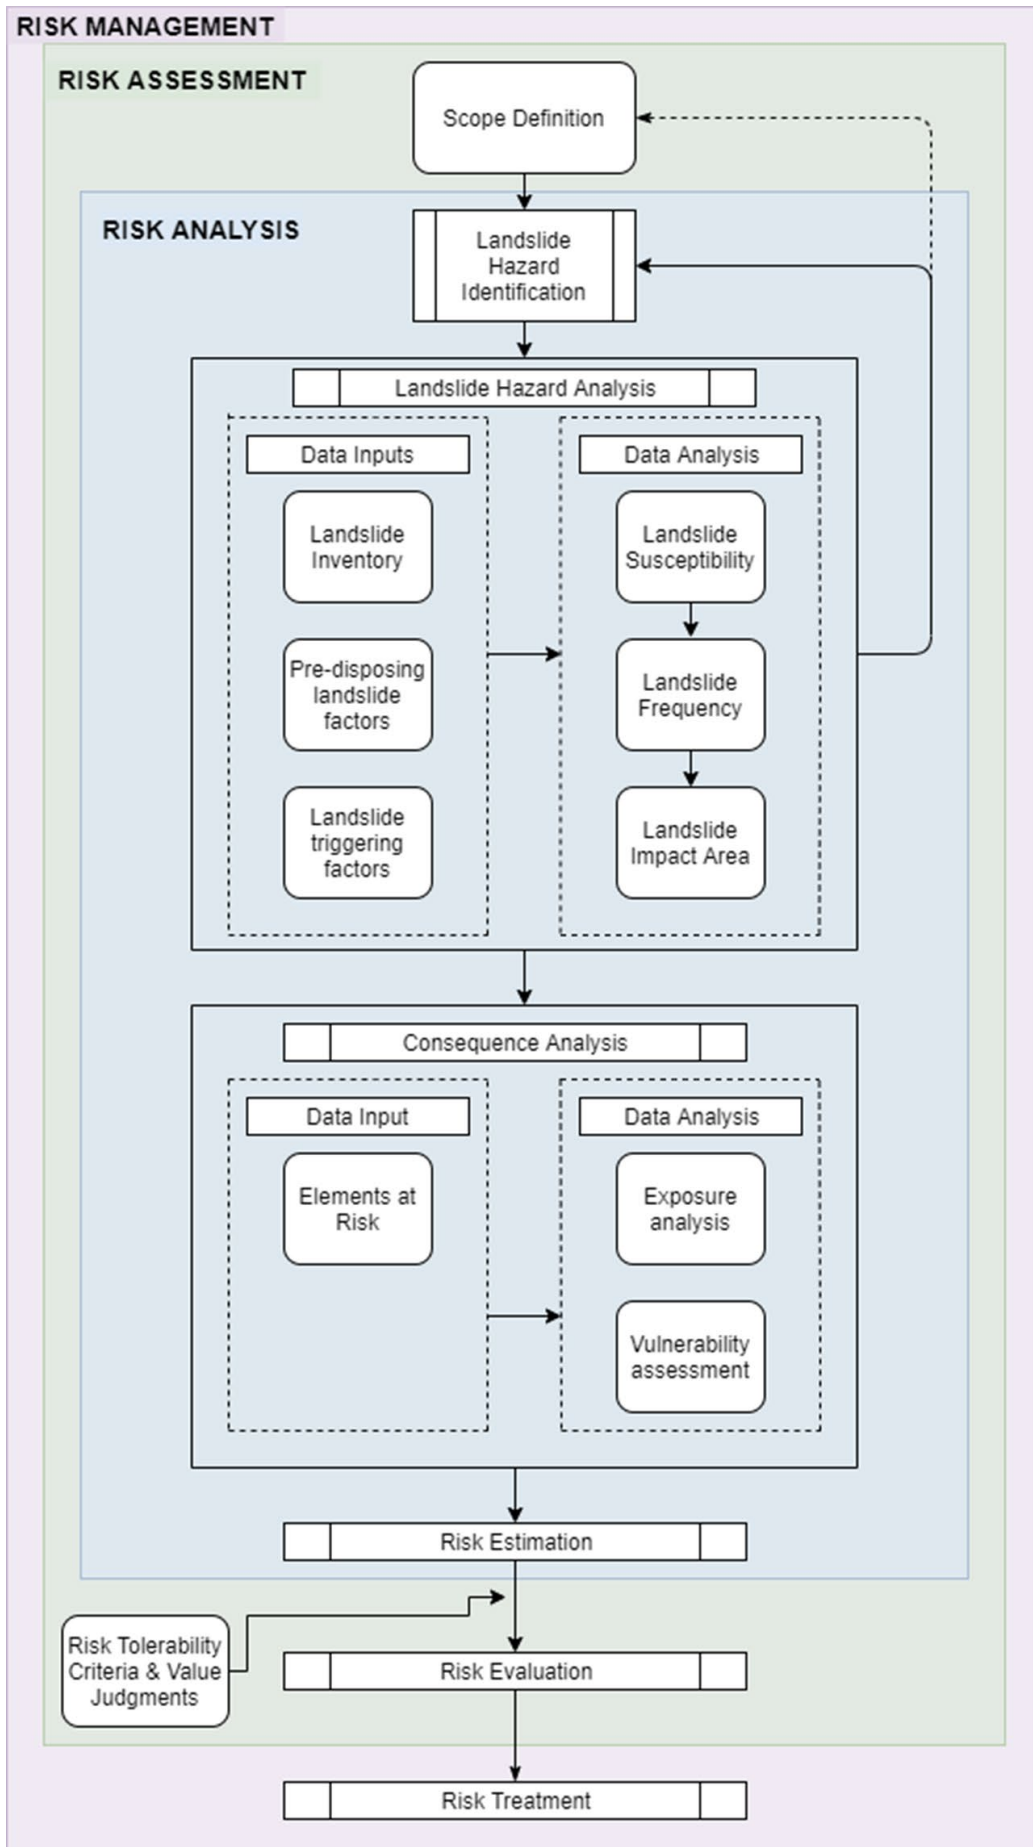 RISK MANAGEMENT
RISK ASSESSMENT
Scope Definition
RISK ANALYSIS
Landslide
Hazard
Identification
Landslide Hazard Analysis
Data Inputs
Landslide
Inventory
Pre-disposing
landslide
factors
Landslide
triggering
factors
Data Analysis
Landslide
Susceptibility
Landslide
Frequency
Landslide
Impact Area
Consequence Analysis
Data Input
Elements at
Risk
Data Analysis
Exposure
analysis
Vulnerability
assessment
Risk Estimation
Risk Tolerability
Criteria & Value
Judgments
Risk Evaluation
Risk Treatment